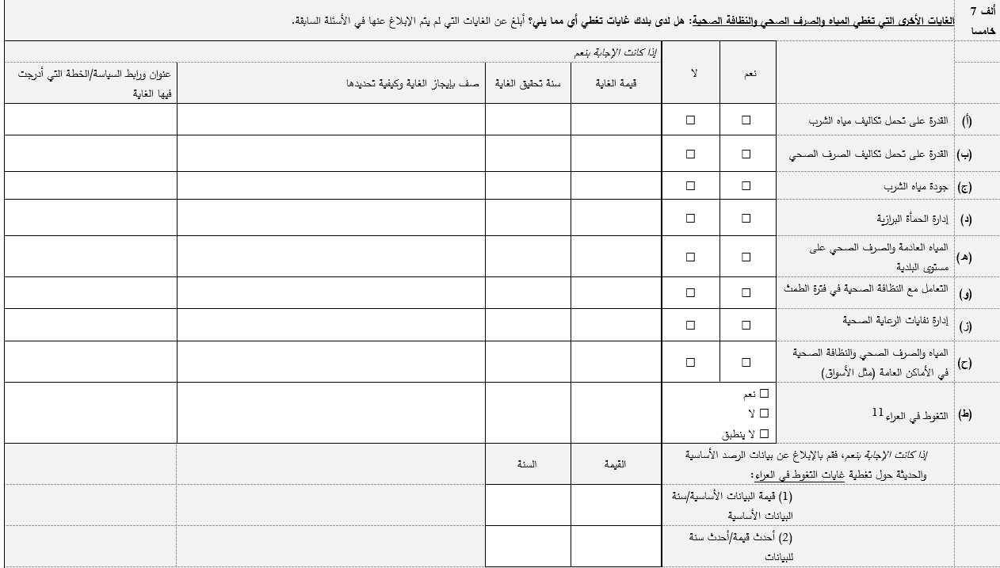 ألف 7 خامسا
الغايات الأخرى التي تغطي المياه والصرف الصحي والنظافة الصحية: هل لدى بلدك غايات تغطي أي مما يلي؟ أبلغ عن الغايات التي لم يتم الإبلاغ عنها في الأسئلة السابقة.
نعم
لا
إذا كانت الإجابة بنعم
قيمة الغاية
سنة تحقيق الغاية
صف بإيجاز الغاية وكيفية تحديدها
عنوان ورابط السياسة/الخطة التي أدرجت
فيها الغاية
(أ) القدرة على تحمل تكاليف مياه الشرب ☐ ☐
(ب) القدرة على تحمل تكاليف الصرف الصحي ☐ ☐
(ج) جودة مياه الشرب ☐ ☐
(د) إدارة الحمأة البرازية ☐ ☐
(هـ) المياه العادمة والصرف الصحي على
مستوى البلدية ☐ ☐
(و) التعامل مع النظافة الصحية في فترة الطمث ☐ ☐
(ز) إدارة نفايات الرعاية الصحية ☐ ☐
(ح) المياه والصرف الصحي والنظافة الصحية
في الأماكن العامة (مثل الأسواق) ☐ ☐
(ط) التغوط في العراء 11
☐ نعم
☐ لا
☐ لا ينطبق
إذا كانت الإجابة بنعم، فقم بالإبلاغ عن بيانات الرصد الأساسية
والحديثة حول تغطية غايات التغوط في العراء:
القيمة
السنة
(1) قيمة البيانات الأساسية/سنة
البيانات الأساسية
(2) أحدث قيمة/أحدث سنة
للبيانات